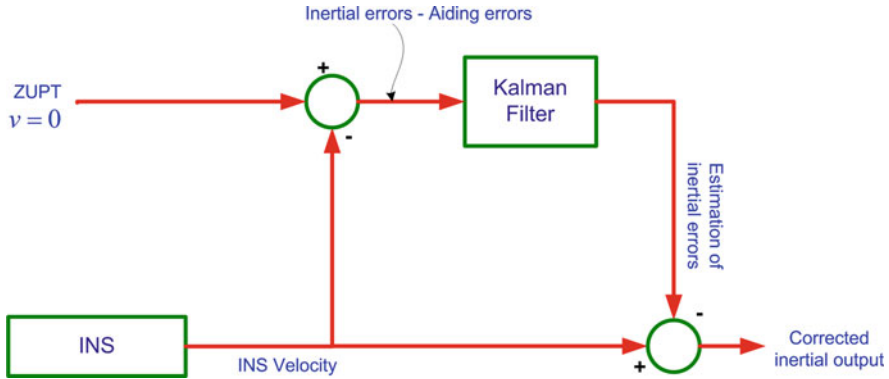 Inertial errors - Aiding errors
+
ZUPT
v = 0
-
Kalman
Filter
Estimation of
inertial errors
-
INS
INS Velocity
+
Corrected
inertial output